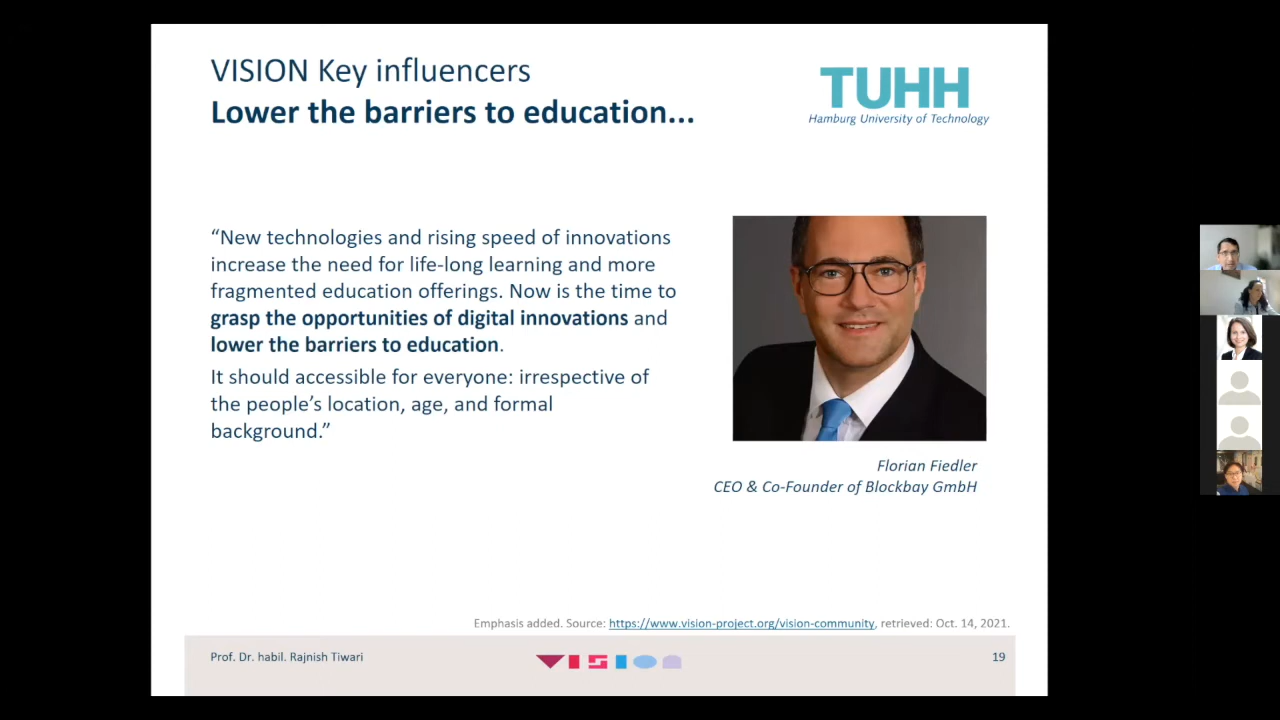 VISION Key influencers
Lower the barriers to education...
TUHH
Hamburg University of Technology
“New technologies and rising speed of innovations
increase the need for life-long learning and more
fragmented education offerings. Now is the time to
grasp the opportunities of digital innovations and
lower the barriers to education.
It should accessible for everyone: irrespective of
the people’s location, age, and formal
background.”
Florian Fiedler
CEO & Co-Founder of Blockbay GmbH
Emphasis added. Source: https://www.vision-project.org/vision-community, retrieved: Oct. 14, 2021.
Prof. Dr. habil. Rajnish Tiwari
VISION
19